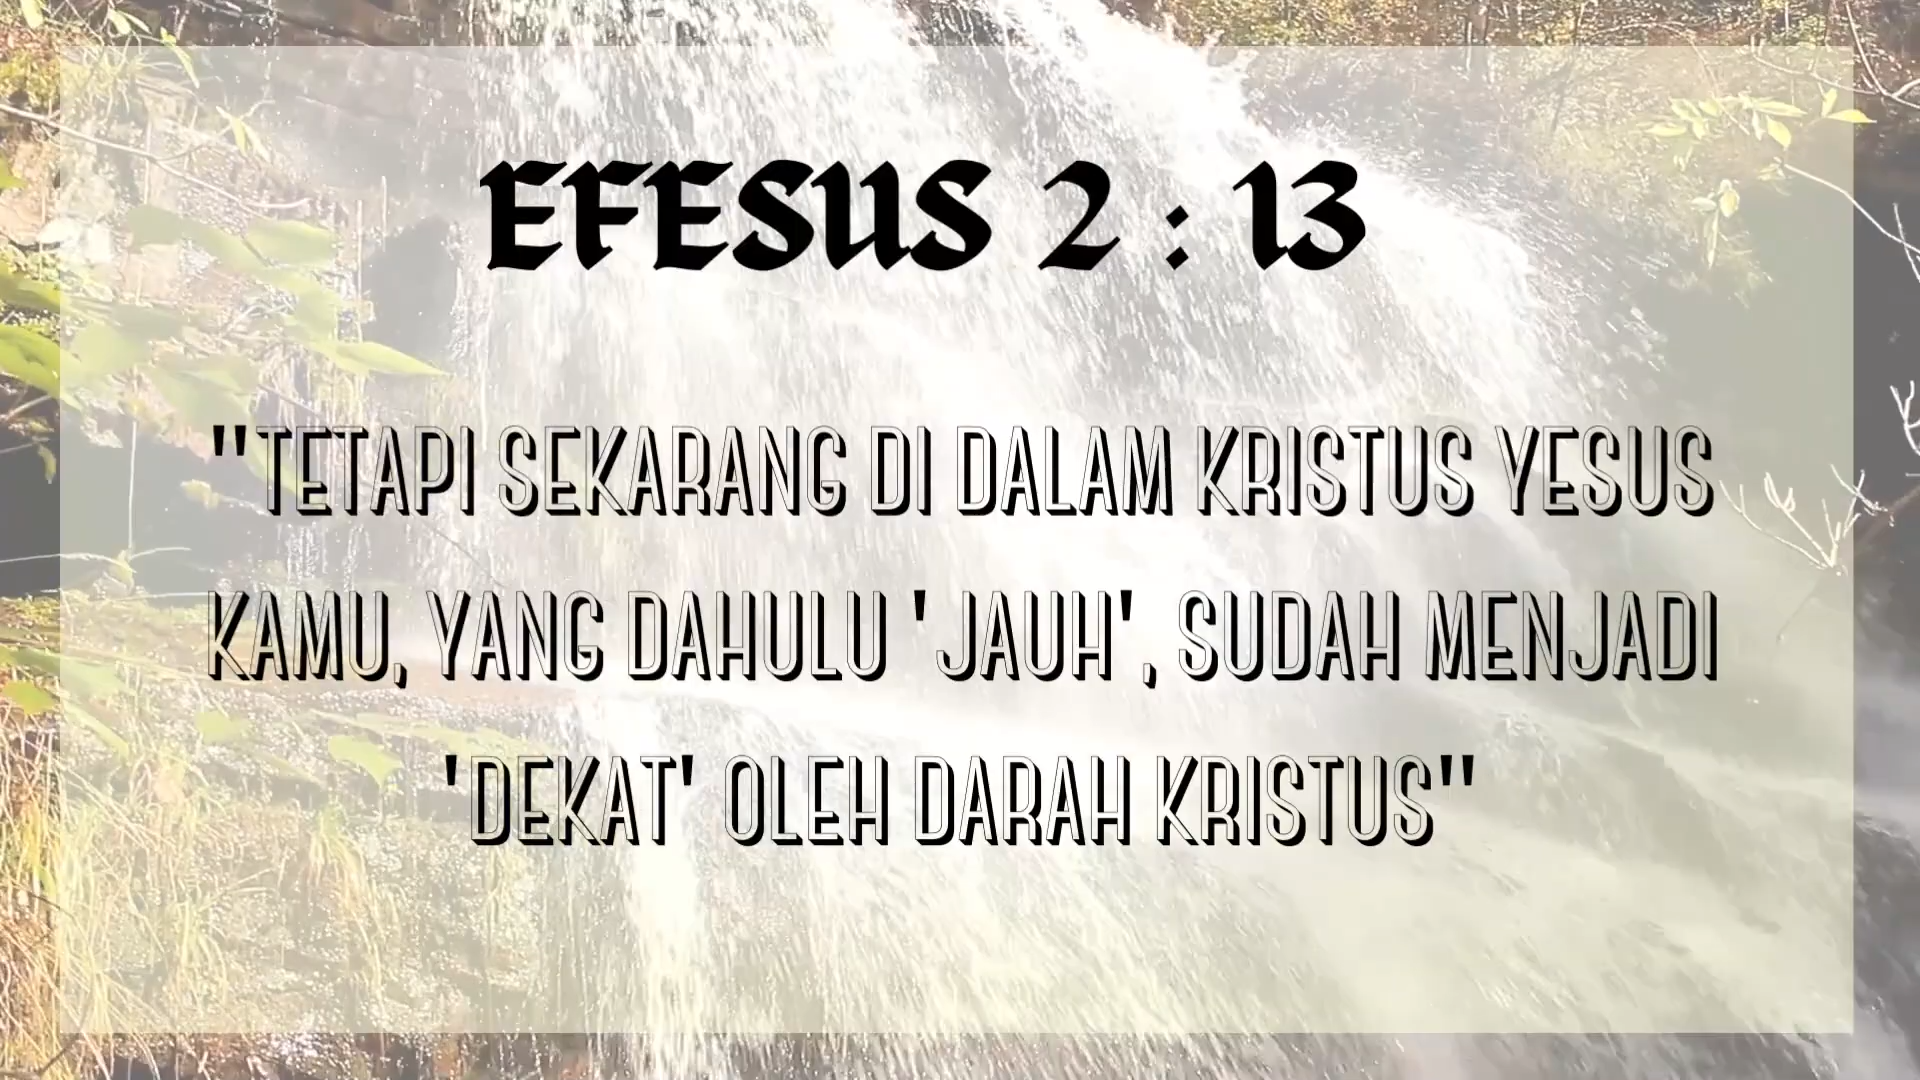 EFESUS 2 : 13
"TETAPI SEKARANG DI DALAM KRISTUS YESUS
KAMU, YANG DAHULU 'JAUH', SUDAH MENJADI
'DEKAT' OLEH DARAH KRISTUS"